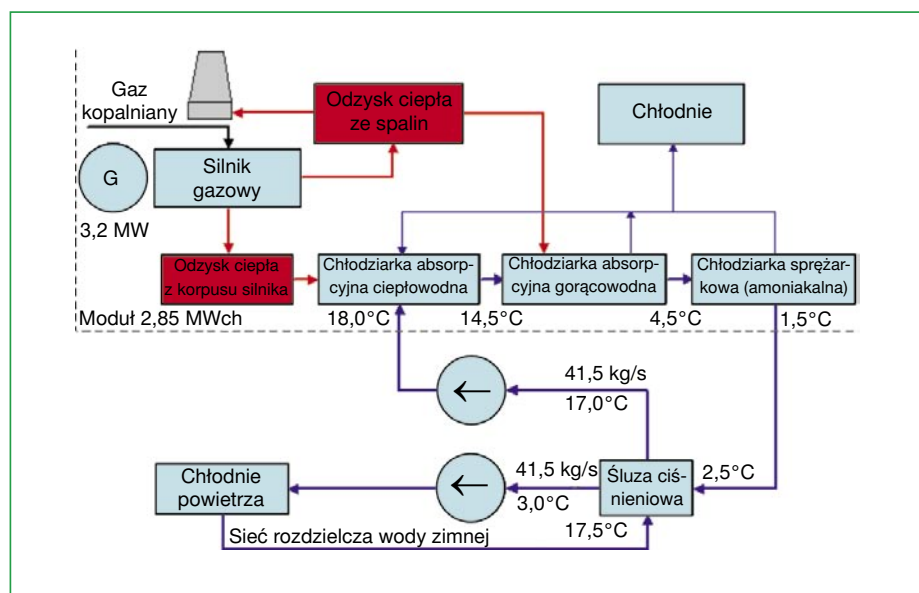 Gaz
kopalniany
Odzysk ciepła
ze spalin
Chłodnie
G
Silnik
gazowy
3,2 MW
Odzysk ciepła
z korpusu silnika
Chłodziarka absorp-
cyjna ciepłowodna
Chłodziarka absorp-
cyjna gorącowodna
Chłodziarka spręzar-
kowa (amoniakalna)
Moduł 2,85 MWch
18,0°C
14,5°C
4,5°C
1,5°C
41,5 kg/s
17,0°C
Chłodnie
powietrza
41,5 kg/s
3,0°C
Śluza ciś-
nieniowa
2,5°C
17,5°C
Sieć rozdzielcza wody zimnej